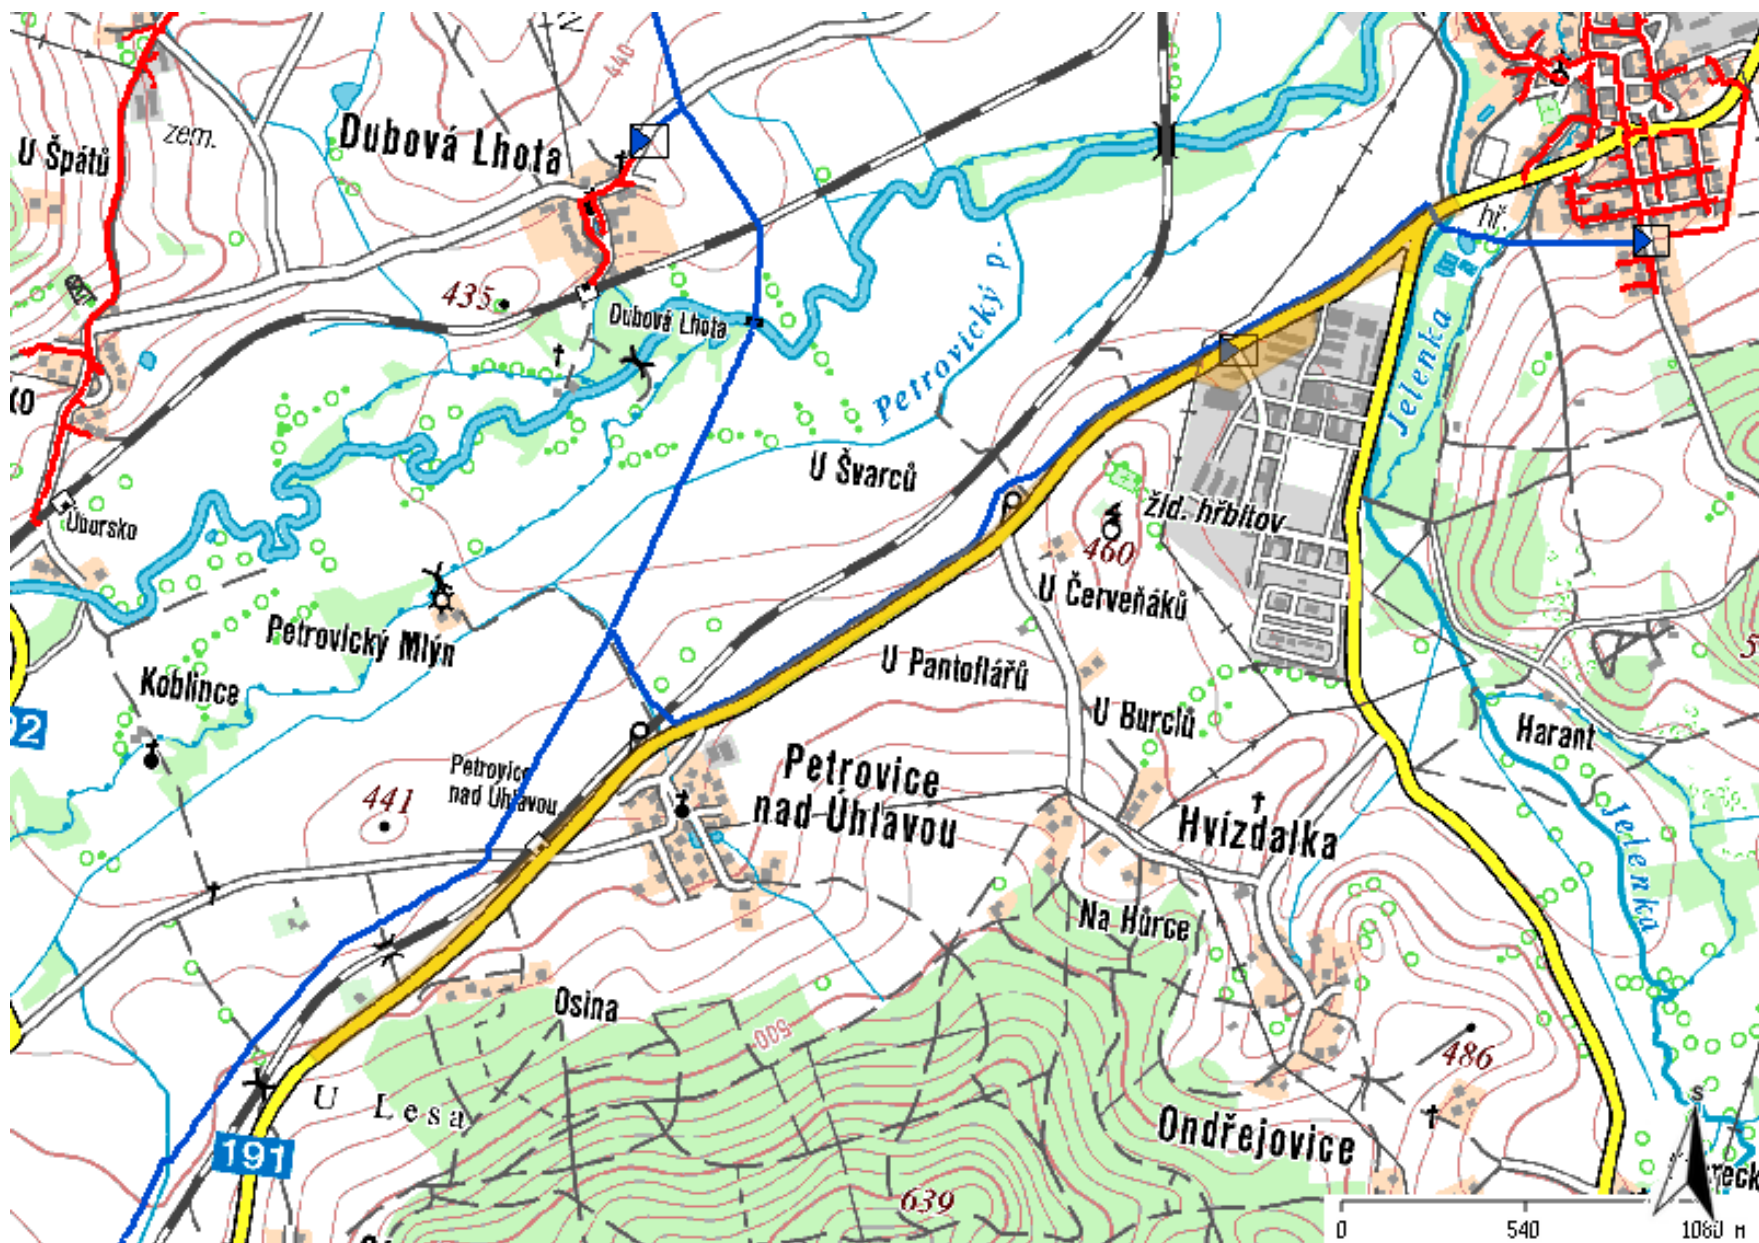 440
zem.
U Špátů
Dubová Lhota
hř.
435
Dubová Lhota
Petrovický p.
Jelenka
KO
U Švarců
Úborsko
žid. hřbitov
460
U Červeňáků
Petrovický Mlýn
Koblince
U Pantoflářů
U Burclů
Harant
Petrovice
nad Úhlavou
441
Petrovice
nad Úhlavou
Hvízdalka
Jelenka
Na Hůrce
Osina
500
486
U Lesa
Ondřejovice
191
639
S
0
540
1080 m